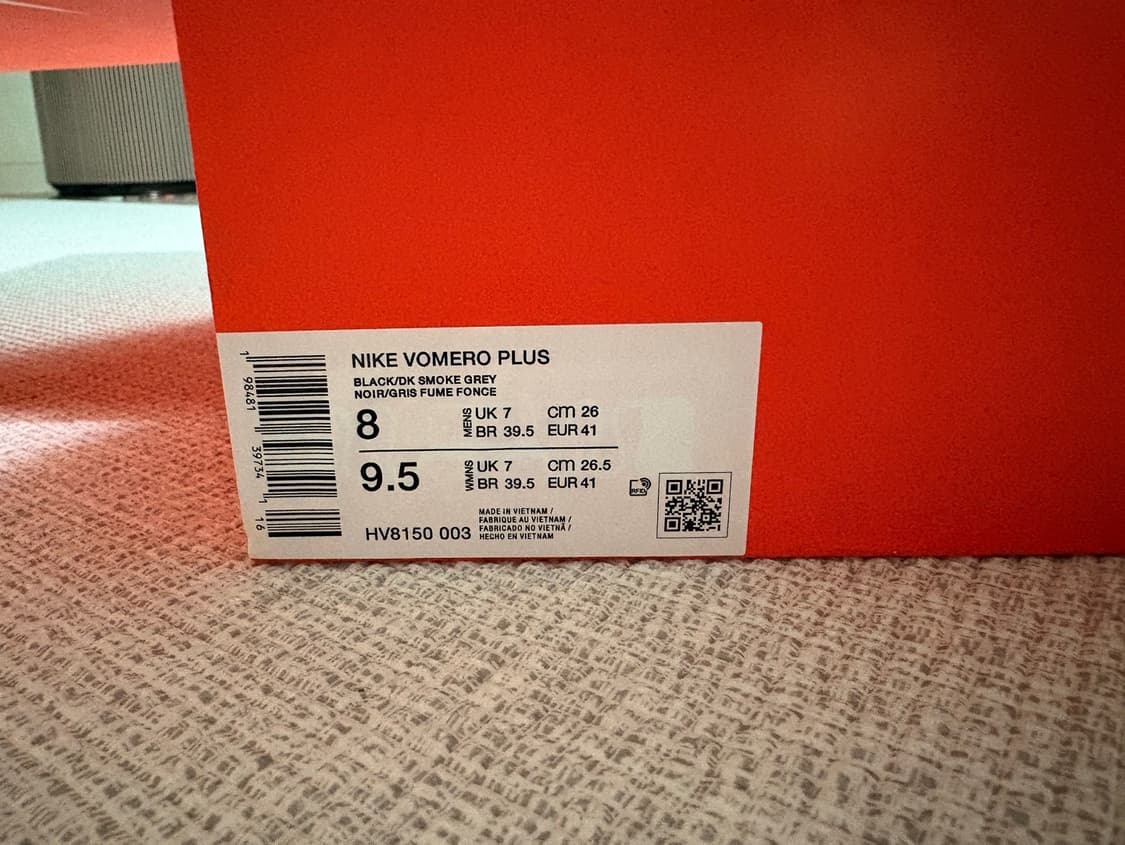 NIKE VOMERO PLUS
BLACK/DK SMOKE GREY
NOIR/GRIS FUME FONCE
8 MENS UK 7 CM 26
BR 39.5 EUR 41
9.5 WMNS UK 7 CM 26.5
BR 39.5 EUR 41
HV8150 003
MADE IN VIETNAM /
FABRIQUE AU VIETNAM /
FABRICADO NO VIETNÃ /
HECHO EN VIETNAM
RFID
1 98481 39734 1 16